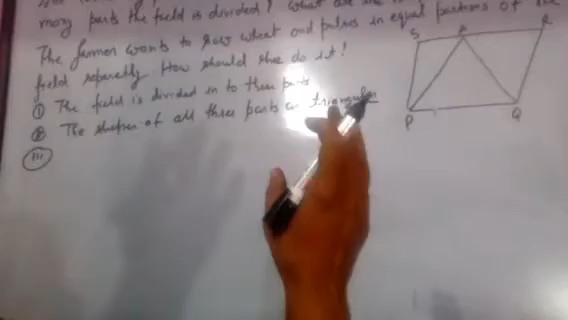 many parts the field is divided? What are the
The farmer wants to sow wheat and pulses in equal portions of the
field separately. How should she do it?
① The field is divided in to three parts
② The shapes of all three parts are triangular
III
S A R
P Q